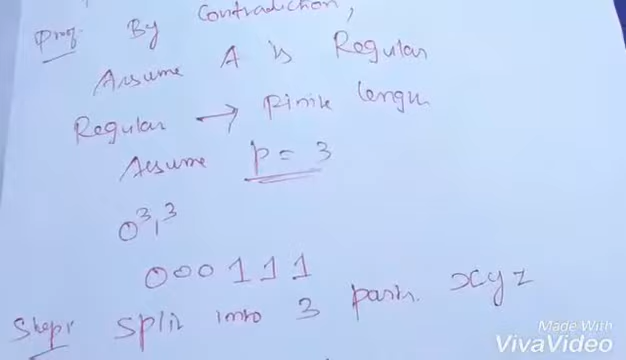 Proof By Contradiction,
Assume A is Regular
Regular → Finite length
Assume p = 3
0³1³
000111
Step1 Split into 3 parts xyz
Made With
VivaVideo